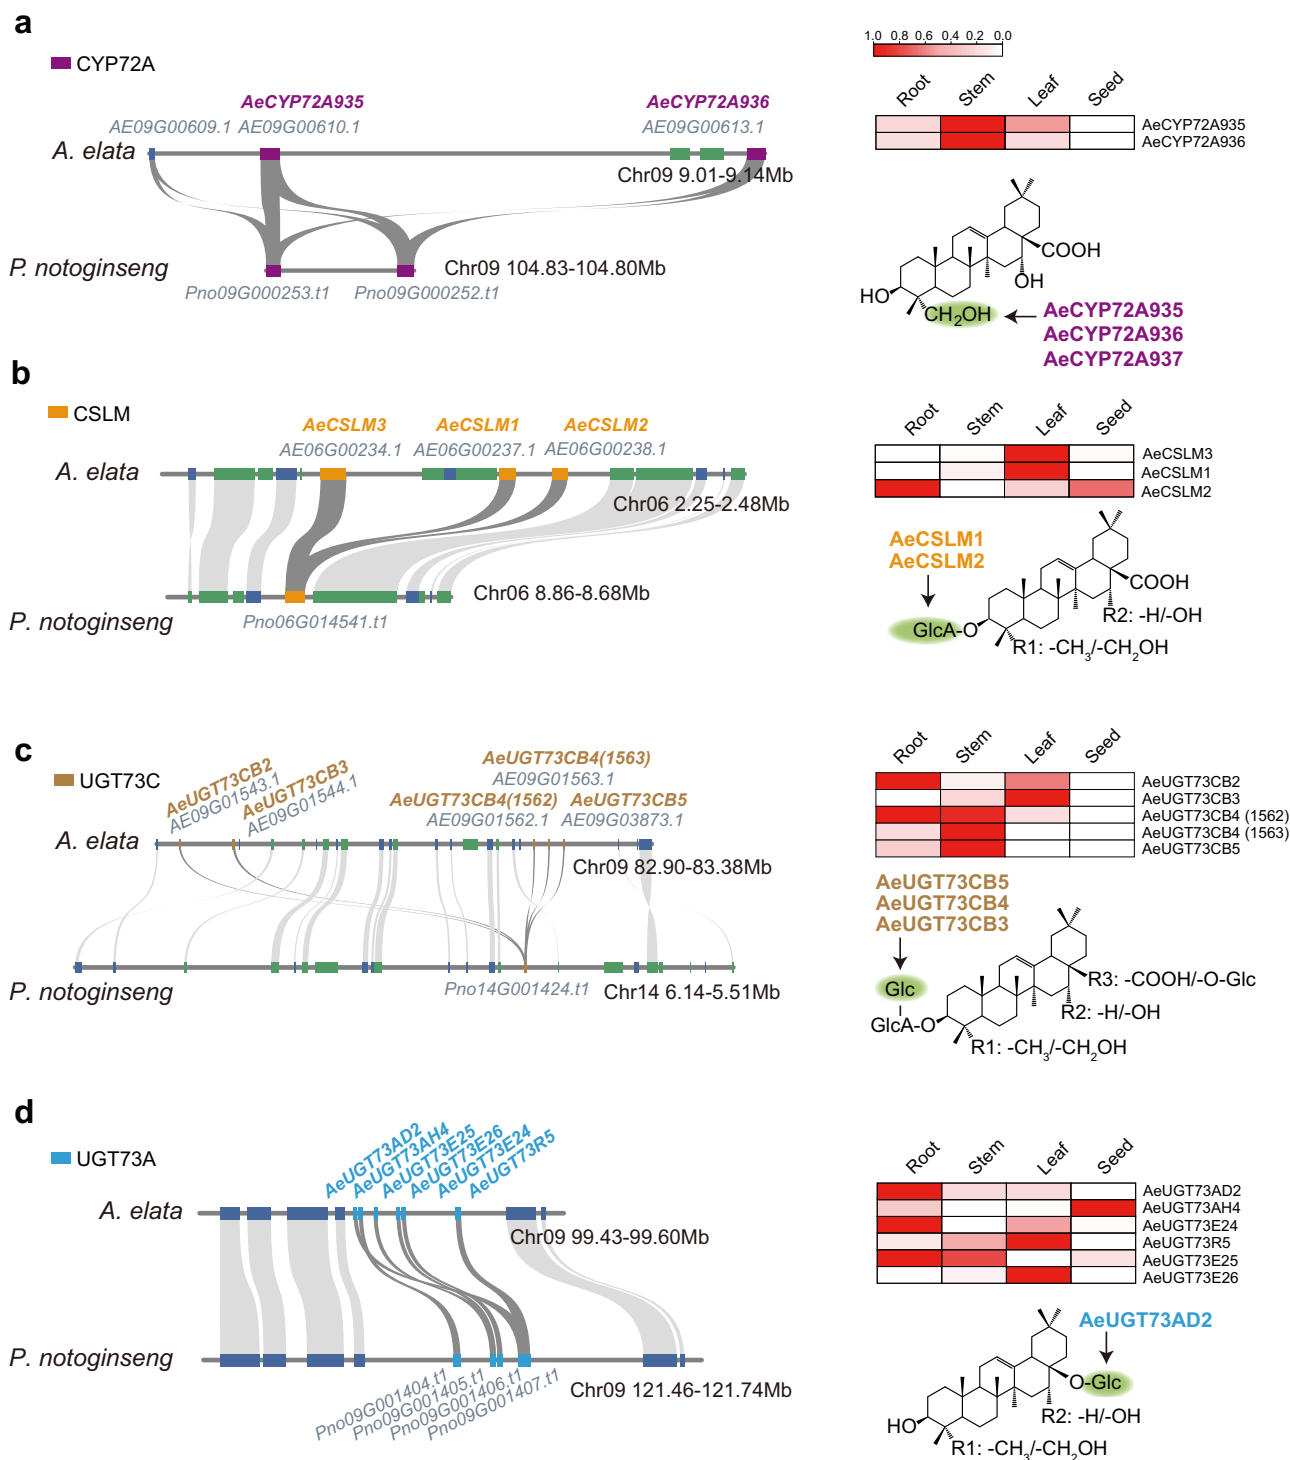 a
CYP72A
AeCYP72A935
AeCYP72A936
AE09G00609.1
AE09G00610.1
AE09G00613.1
A. elata
Chr09 9.01-9.14Mb
P. notoginseng
Chr09 104.83-104.80Mb
Pno09G000253.t1
Pno09G000252.t1
1.0 0.8 0.6 0.4 0.2 0.0
Root Stem Leaf Seed
AeCYP72A935
AeCYP72A936
COOH
OH
HO
CH2OH
AeCYP72A935
AeCYP72A936
AeCYP72A937
b
CSLM
AeCSLM3
AeCSLM1
AeCSLM2
AE06G00234.1
AE06G00237.1
AE06G00238.1
A. elata
Chr06 2.25-2.48Mb
Chr06 8.86-8.68Mb
P. notoginseng
Pno06G014541.t1
Root Stem Leaf Seed
AeCSLM3
AeCSLM1
AeCSLM2
AeCSLM1
AeCSLM2
COOH
R2: -H/-OH
GlcA-O
R1: -CH3/-CH2OH
c
UGT73C
AeUGT73CB2
AE09G01543.1
AeUGT73CB3
AE09G01544.1
AeUGT73CB4(1563)
AE09G01563.1
AeUGT73CB4(1562)
AE09G01562.1
AeUGT73CB5
AE09G03873.1
A. elata
Chr09 82.90-83.38Mb
P. notoginseng
Pno14G001424.t1
Chr14 6.14-5.51Mb
Root Stem Leaf Seed
AeUGT73CB2
AeUGT73CB3
AeUGT73CB4 (1562)
AeUGT73CB4 (1563)
AeUGT73CB5
AeUGT73CB5
AeUGT73CB4
AeUGT73CB3
Glc
R3: -COOH/-O-Glc
R2: -H/-OH
GlcA-O
R1: -CH3/-CH2OH
d
UGT73A
AeUGT73AD2
AeUGT73AH4
AeUGT73E25
AeUGT73E26
AeUGT73E24
AeUGT73R5
A. elata
Chr09 99.43-99.60Mb
P. notoginseng
Chr09 121.46-121.74Mb
Pno09G001404.t1
Pno09G001405.t1
Pno09G001406.t1
Pno09G001407.t1
Root Stem Leaf Seed
AeUGT73AD2
AeUGT73AH4
AeUGT73E24
AeUGT73R5
AeUGT73E25
AeUGT73E26
AeUGT73AD2
O-Glc
R2: -H/-OH
HO
R1: -CH3/-CH2OH